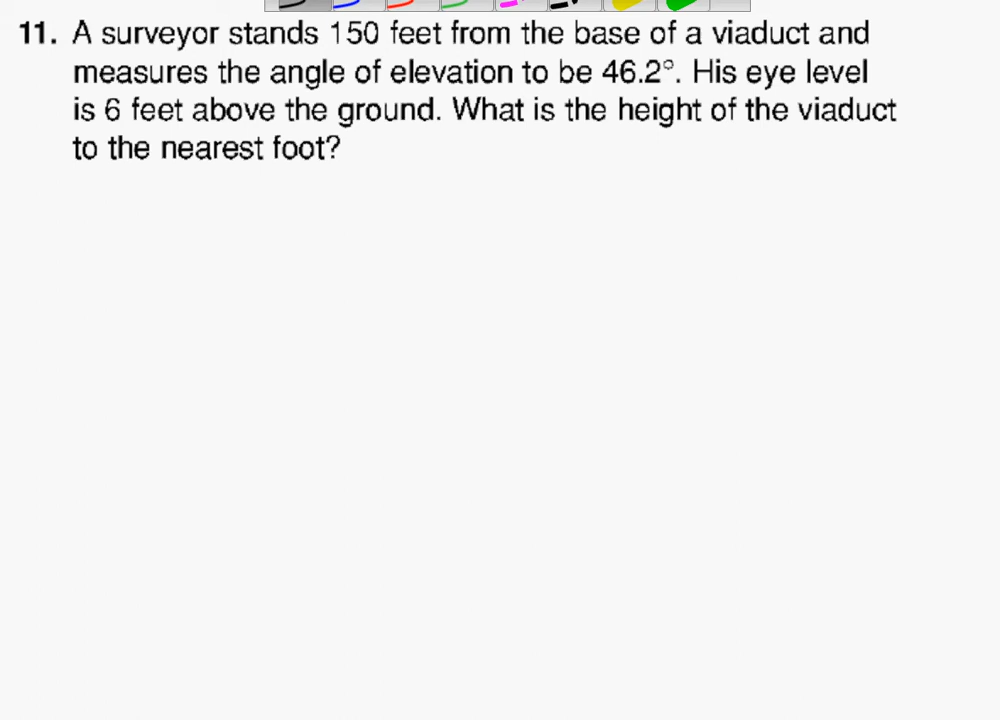 11. A surveyor stands 150 feet from the base of a viaduct and
measures the angle of elevation to be 46.2°. His eye level
is 6 feet above the ground. What is the height of the viaduct
to the nearest foot?